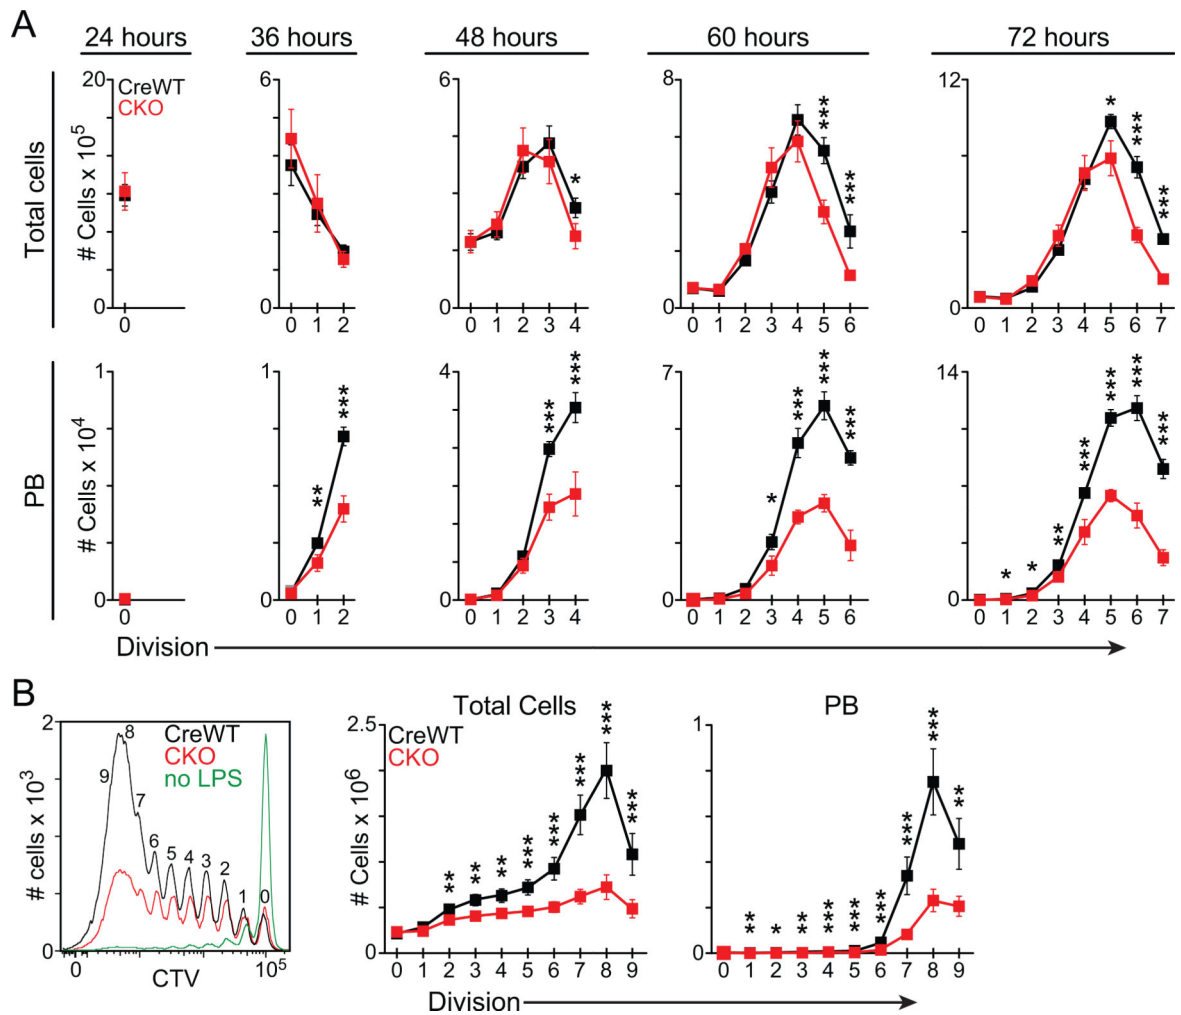 A
24 hours 36 hours 48 hours 60 hours 72 hours
Total cells
# Cells x 10^5
20
0
CreWT
CKO
0
6
0
0 1 2
6
0
*
0 1 2 3 4
8
0
*** ***
0 1 2 3 4 5 6
12
0
* *** ***
0 1 2 3 4 5 6 7
PB
# Cells x 10^4
1
0
0
1
0
** ***
0 1 2
4
0
*** ***
0 1 2 3 4
7
0
* *** *** ***
0 1 2 3 4 5 6
14
0
* * ** *** *** *** ***
0 1 2 3 4 5 6 7
Division
B
# cells x 10^3
2
0
CreWT
CKO
no LPS
9 8 7 6 5 4 3 2 1 0
0 10^5
CTV
Total Cells
# Cells x 10^6
2.5
0
CreWT
CKO
** ** ** *** *** *** *** ***
0 1 2 3 4 5 6 7 8 9
PB
1
0
** * ** *** *** *** *** *** **
0 1 2 3 4 5 6 7 8 9
Division